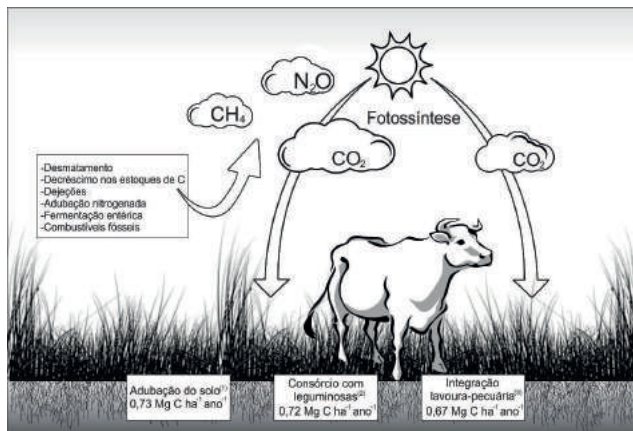 N₂O
CH₄
Fotossíntese
CO₂
CO₂
-Desmatamento
-Decréscimo nos estoques de C
-Dejeções
-Adubação nitrogenada
-Fermentação entérica
-Combustíveis fósseis
Adubação do solo⁽¹⁾
0,73 Mg C ha⁻¹ ano⁻¹
Consórcio com
leguminosas⁽²⁾
0,72 Mg C ha⁻¹ ano⁻¹
Integração
lavoura-pecuária⁽³⁾
0,67 Mg C ha⁻¹ ano⁻¹